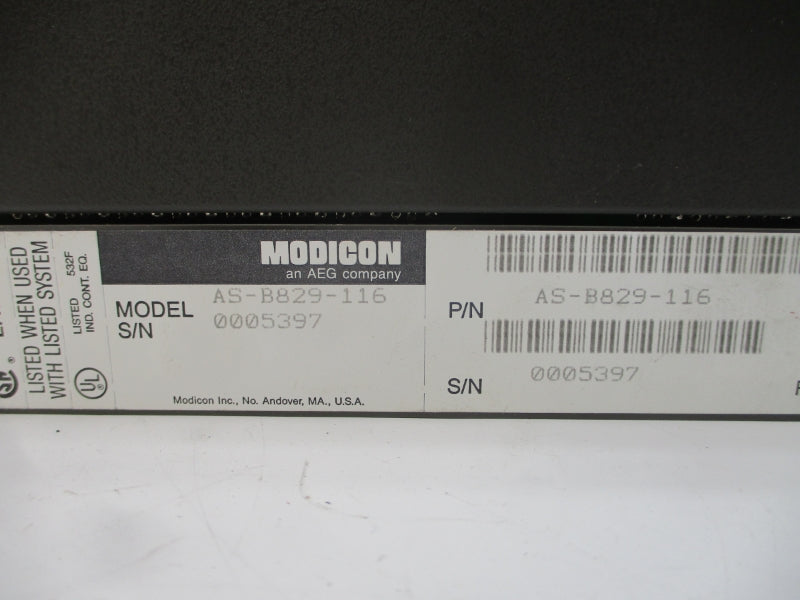 LISTED WHEN USED
WITH LISTED SYSTEM
LISTED 532F
IND. CONT. EQ.
UL
MODICON
an AEG company
MODEL AS-B829-116
S/N 0005397
Modicon Inc., No. Andover, MA., U.S.A.
P/N AS-B829-116
S/N 0005397